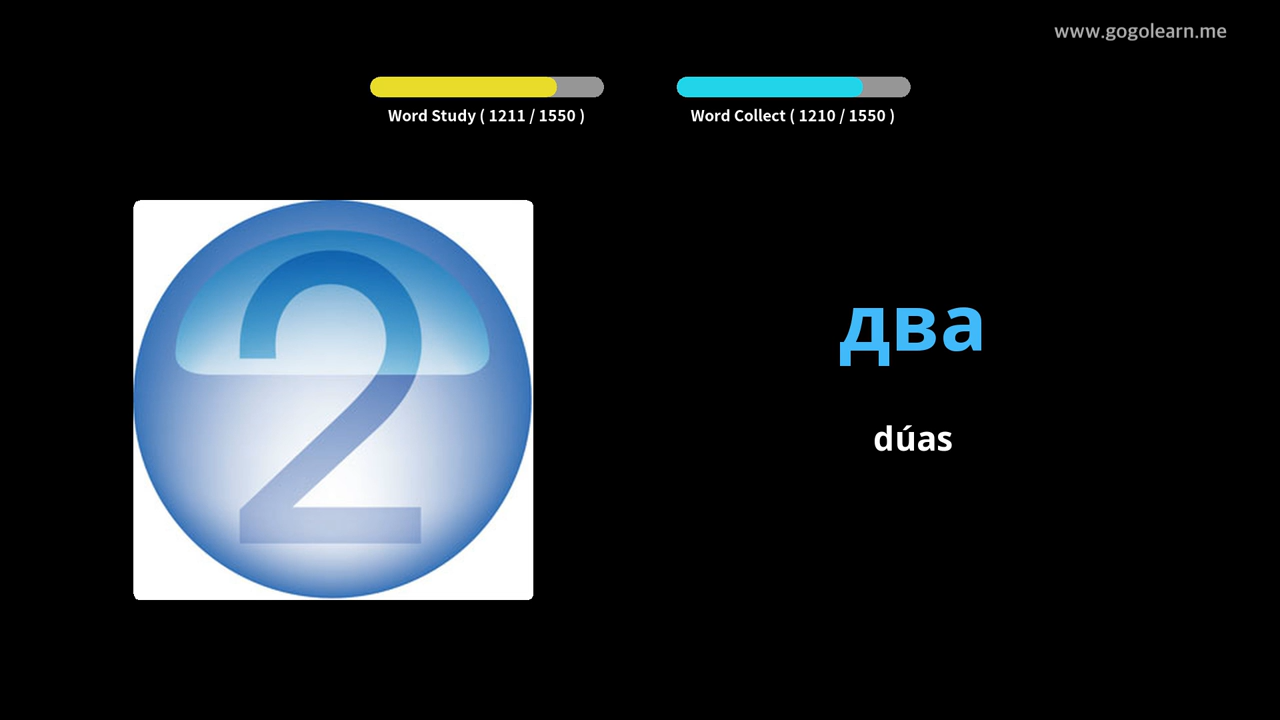 www.gogolearn.me
Word Study ( 1211 / 1550 )
Word Collect ( 1210 / 1550 )
2
два
dúas